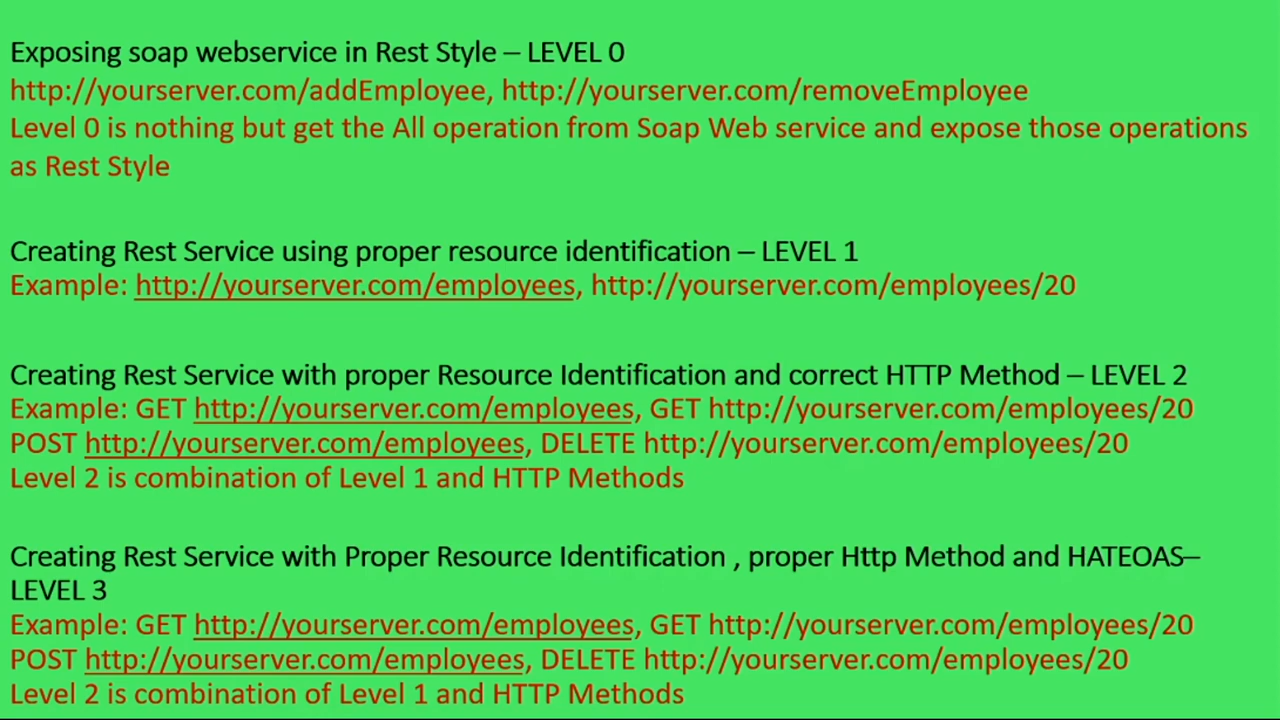 Exposing soap webservice in Rest Style – LEVEL 0
http://yourserver.com/addEmployee, http://yourserver.com/removeEmployee
Level 0 is nothing but get the All operation from Soap Web service and expose those operations
as Rest Style
Creating Rest Service using proper resource identification – LEVEL 1
Example: http://yourserver.com/employees, http://yourserver.com/employees/20
Creating Rest Service with proper Resource Identification and correct HTTP Method – LEVEL 2
Example: GET http://yourserver.com/employees, GET http://yourserver.com/employees/20
POST http://yourserver.com/employees, DELETE http://yourserver.com/employees/20
Level 2 is combination of Level 1 and HTTP Methods
Creating Rest Service with Proper Resource Identification , proper Http Method and HATEOAS–
LEVEL 3
Example: GET http://yourserver.com/employees, GET http://yourserver.com/employees/20
POST http://yourserver.com/employees, DELETE http://yourserver.com/employees/20
Level 2 is combination of Level 1 and HTTP Methods